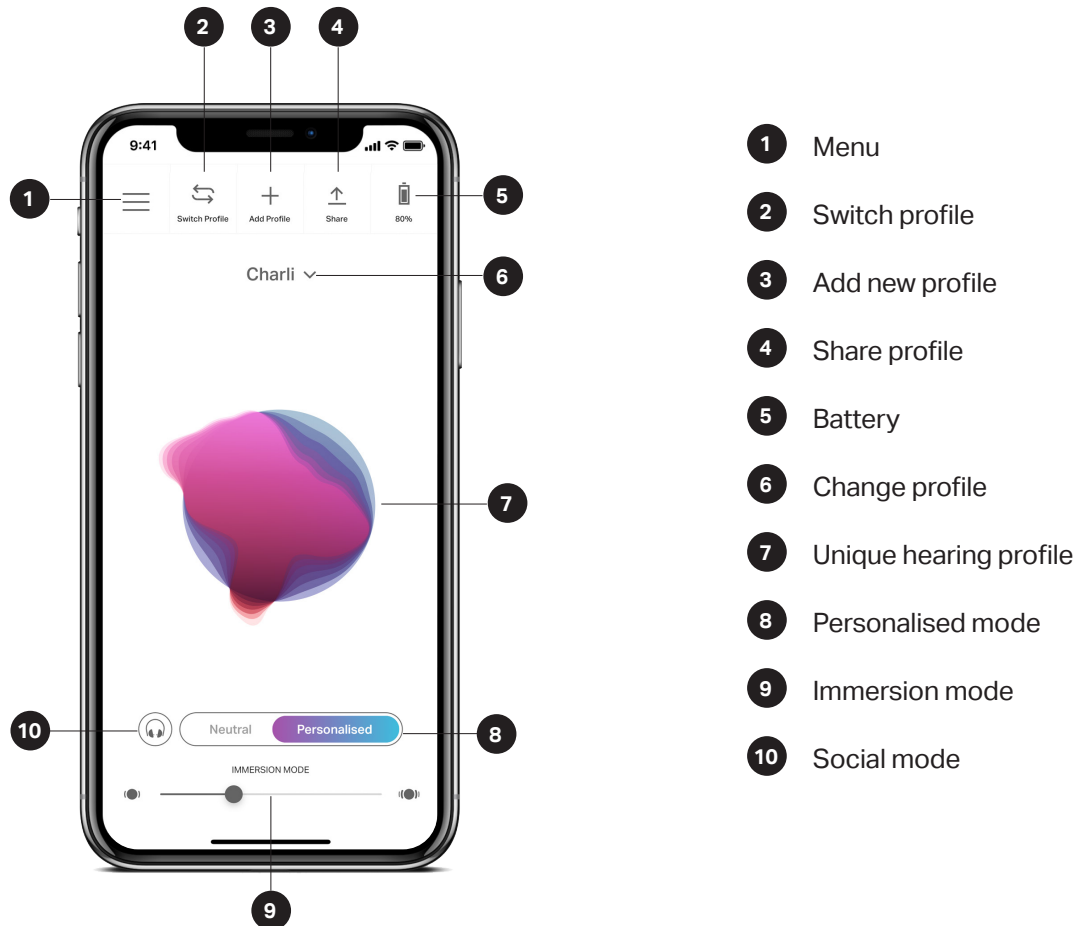 2 3 4
9:41
1
Switch Profile Add Profile Share 80%
5
Charli
6
7
10
Neutral Personalised
8
IMMERSION MODE
9
1 Menu
2 Switch profile
3 Add new profile
4 Share profile
5 Battery
6 Change profile
7 Unique hearing profile
8 Personalised mode
9 Immersion mode
10 Social mode